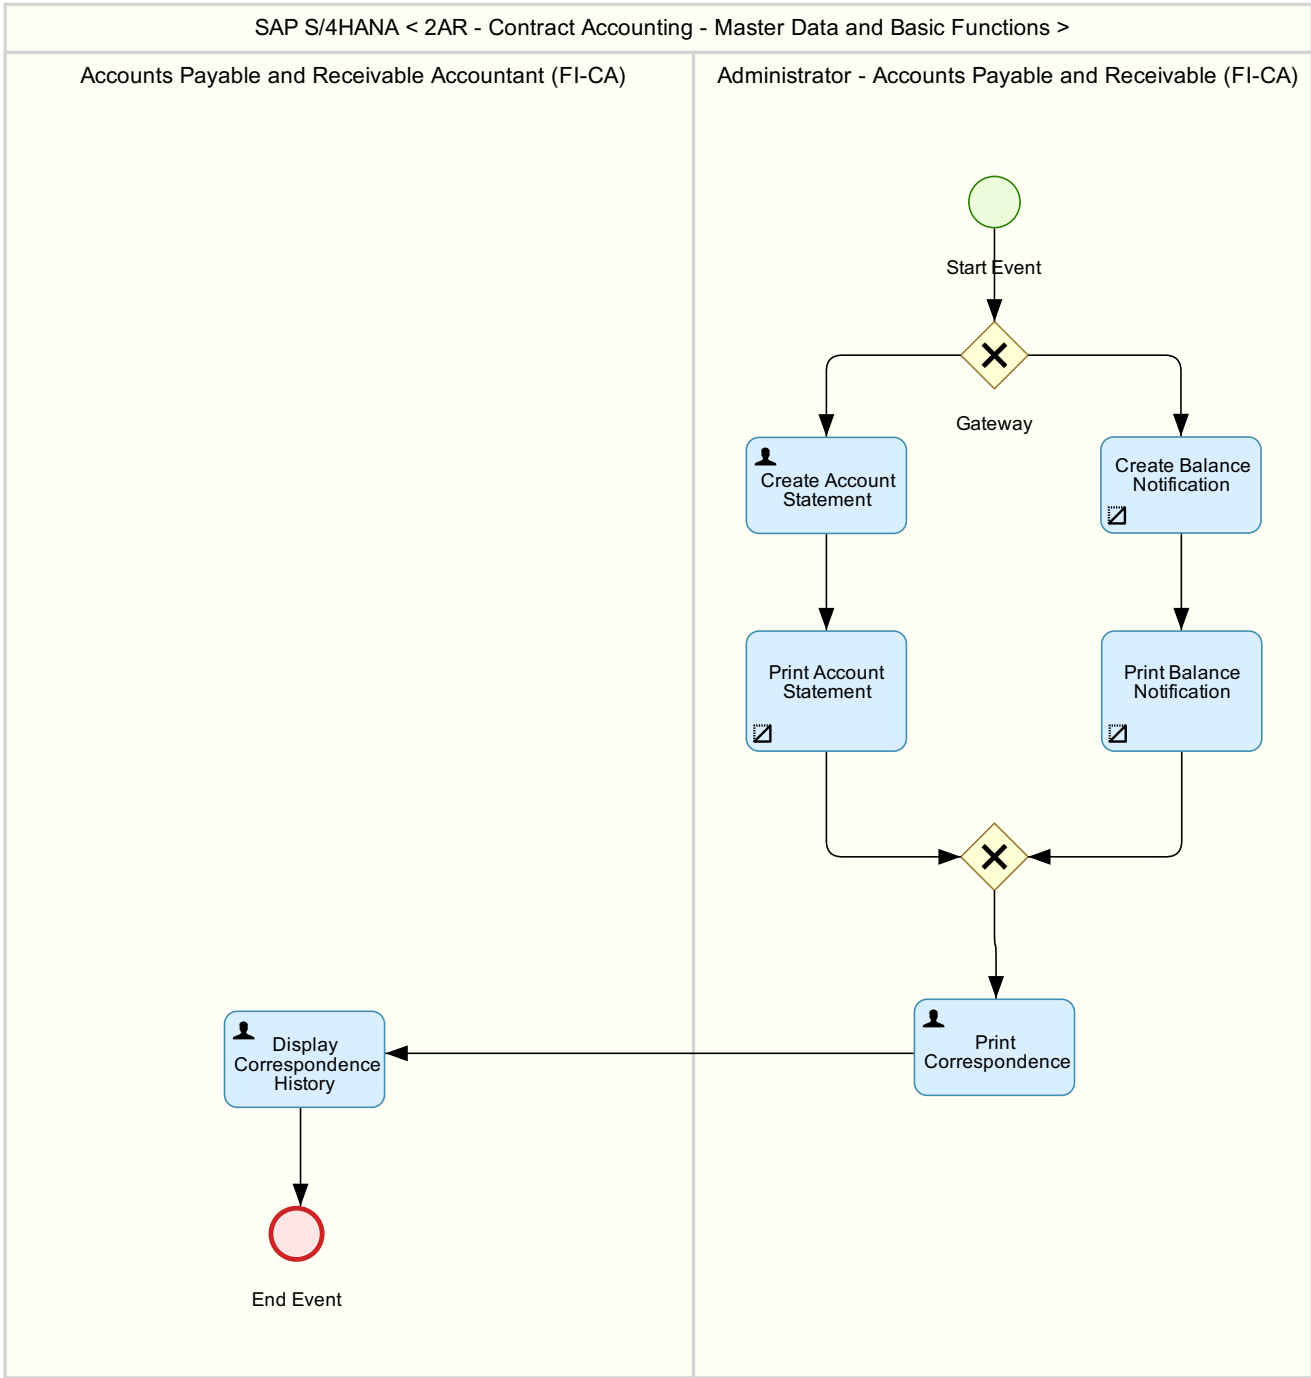 SAP S/4HANA < 2AR - Contract Accounting - Master Data and Basic Functions >
Accounts Payable and Receivable Accountant (FI-CA)
Administrator - Accounts Payable and Receivable (FI-CA)
Start Event
Gateway
Create Account
Statement
Create Balance
Notification
Print Account
Statement
Print Balance
Notification
Print
Correspondence
Display
Correspondence
History
End Event